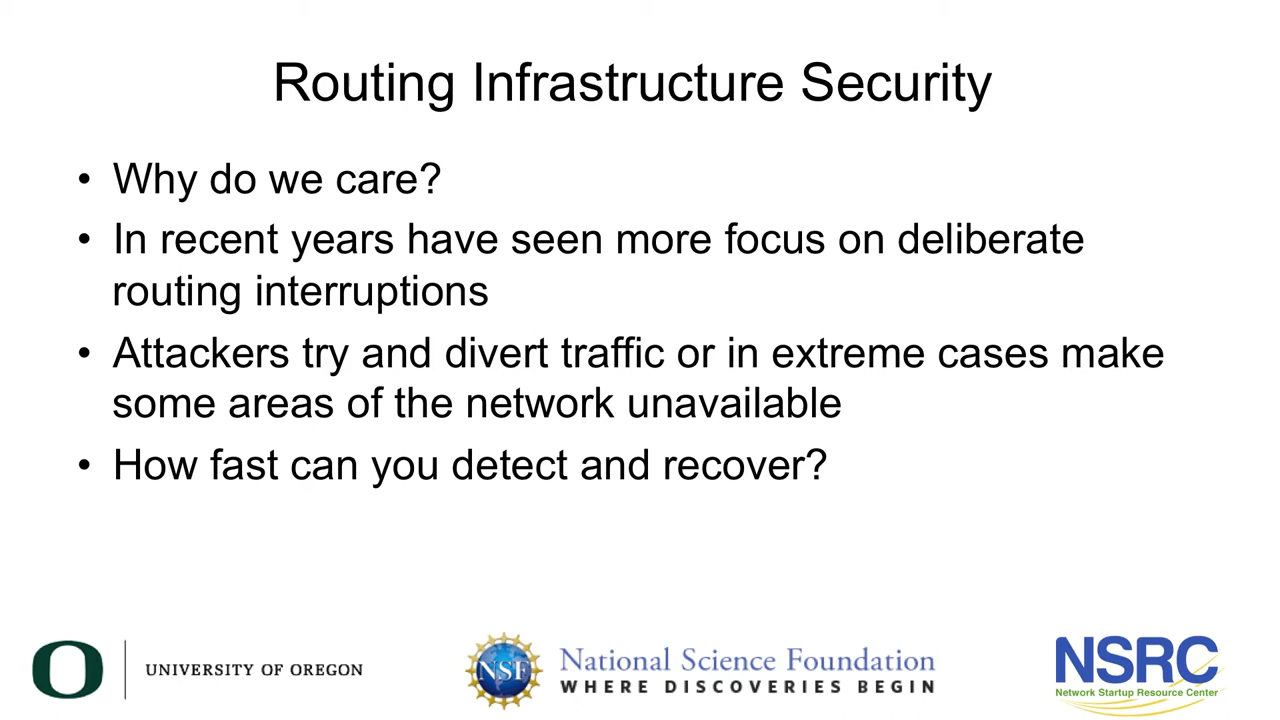 Routing Infrastructure Security
• Why do we care?
• In recent years have seen more focus on deliberate
routing interruptions
• Attackers try and divert traffic or in extreme cases make
some areas of the network unavailable
• How fast can you detect and recover?
O
UNIVERSITY OF OREGON
NSF
National Science Foundation
WHERE DISCOVERIES BEGIN
NSRC
Network Startup Resource Center